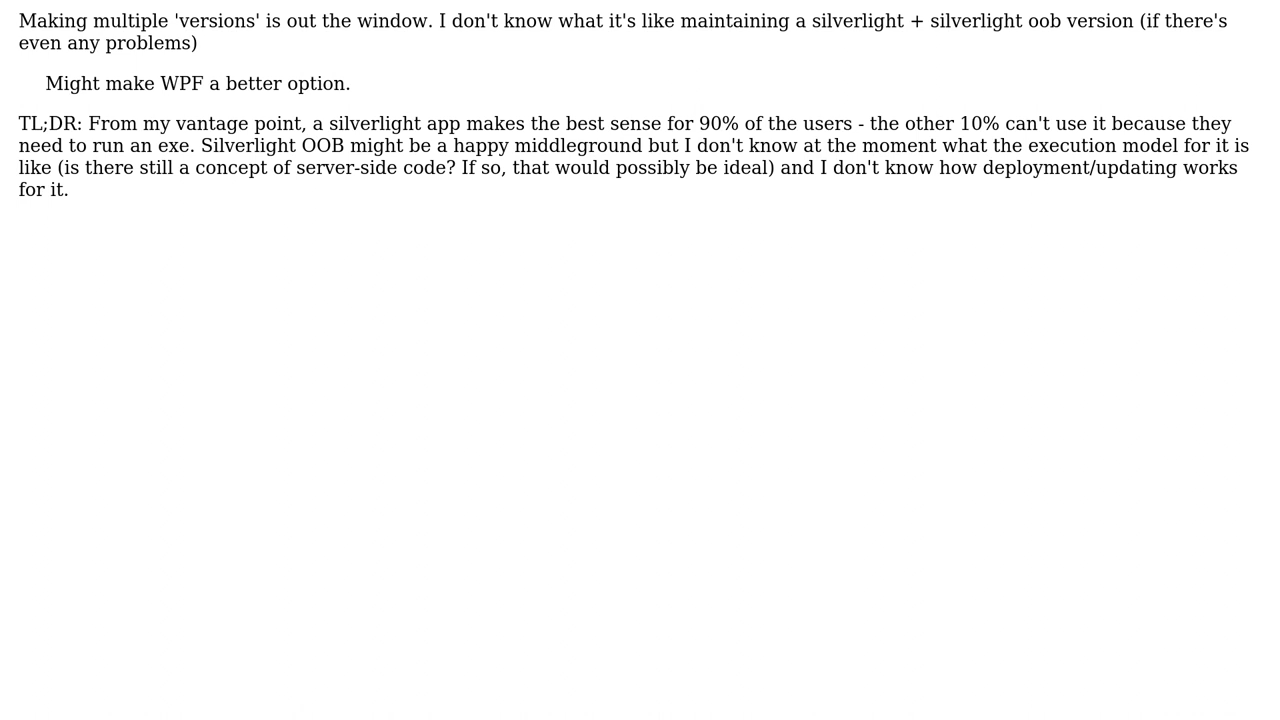 Making multiple 'versions' is out the window. I don't know what it's like maintaining a silverlight + silverlight oob version (if there's
even any problems)
Might make WPF a better option.
TL;DR: From my vantage point, a silverlight app makes the best sense for 90% of the users - the other 10% can't use it because they
need to run an exe. Silverlight OOB might be a happy middleground but I don't know at the moment what the execution model for it is
like (is there still a concept of server-side code? If so, that would possibly be ideal) and I don't know how deployment/updating works
for it.